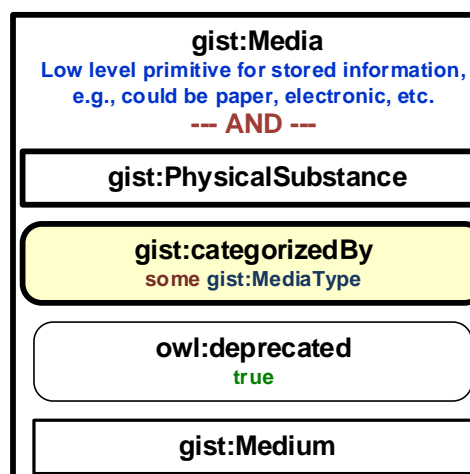 gist:Media
Low level primitive for stored information,
e.g., could be paper, electronic, etc.
--- AND ---
gist:PhysicalSubstance
gist:categorizedBy
some gist:MediaType
owl:deprecated
true
gist:Medium